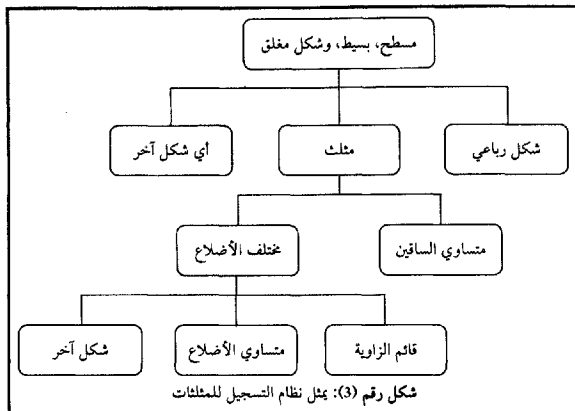 مسطح، بسيط، وشكل مغلق
شكل رباعي
مثلث
أي شكل آخر
متساوي الساقين
مختلف الأضلاع
قائم الزاوية
متساوي الأضلاع
شكل آخر
شكل رقم (3): يمثل نظام التسجيل للمثلثات